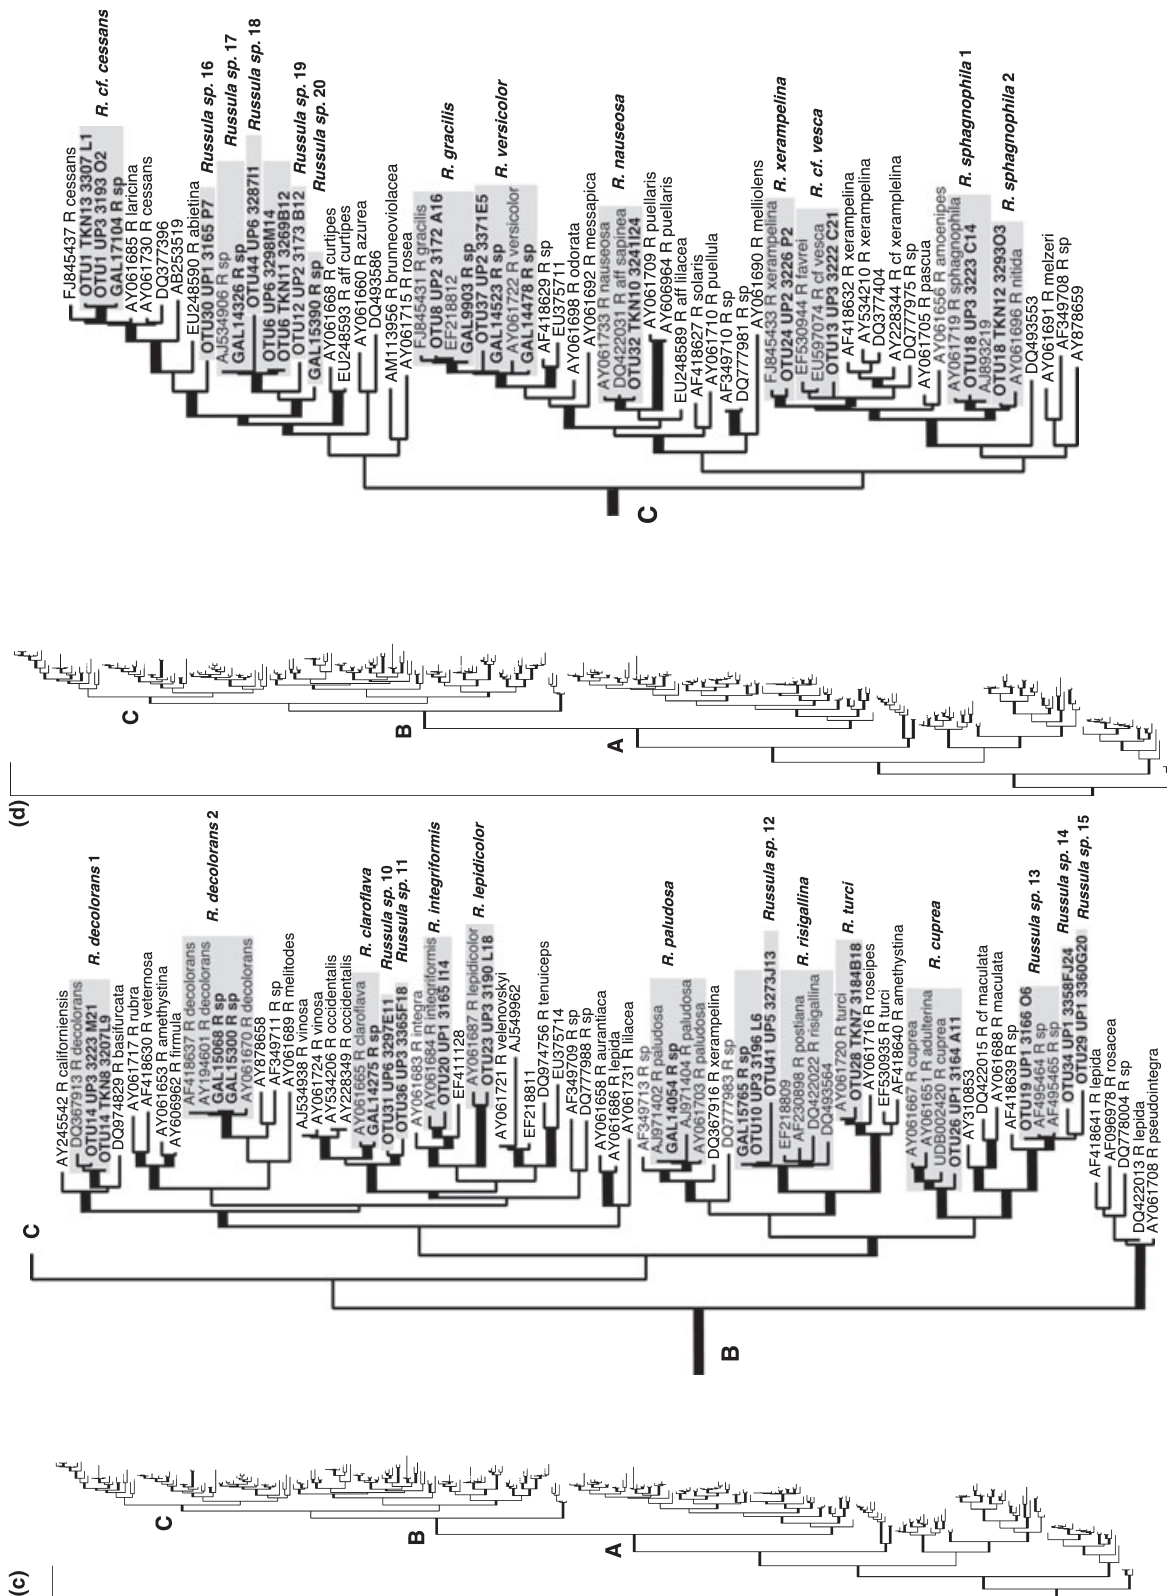 (c)
C
B
A
B
C
AY245542 R californiensis
DQ367913 R decolorans
OTU14 UP3 3223 M21
OTU14 TKN8 3207L9
R. decolorans 1
DQ974829 R basifurcata
AY061717 R rubra
AF418630 R veternosa
AY061653 R amethystina
AY606962 R firmula
AF418637 R decolorans
AY194601 R decolorans
GAL15068 R sp
GAL15300 R sp
AY061670 R decolorans
R. decolorans 2
AY878658
AF349711 R sp
AY061689 R melitodes
AJ534938 R vinosa
AY061724 R vinosa
AY534206 R occidentalis
AY228349 R occidentalis
AY061665 R claroflava
GAL14275 R sp
R. claroflava
OTU31 UP6 3297E11
Russula sp. 10
OTU36 UP3 3365F18
Russula sp. 11
AY061683 R integra
AY061684 R integriformis
OTU20 UP1 3165 I14
R. integriformis
EF411128
AY061687 R lepidicolor
OTU23 UP3 3190 L18
R. lepidicolor
AY061721 R velenovskyi
EF218811
AJ549962
DQ974756 R tenuiceps
EU375714
AF349709 R sp
DQ777988 R sp
AY061658 R aurantiaca
AY061686 R lepida
AY061731 R lilacea
AF349713 R sp
AJ971402 R paludosa
GAL14054 R sp
AJ971404 R paludosa
AY061703 R paludosa
R. paludosa
DQ367916 R xerampelina
DQ777983 R sp
GAL15765 R sp
OTU10 UP3 3196 L6
OTU41 UP5 3273J13
Russula sp. 12
EF218809
AF230898 R postiana
DQ422022 R risigallina
DQ493564
R. risigallina
AY061720 R turci
OTU28 TKN7 3184B18
R. turci
AY061716 R roseipes
EF530935 R turci
AF418640 R amethystina
AY061667 R cuprea
AY06165 R adulterina
UDB002420 R cuprea
OTU26 UP1 3164 A11
R. cuprea
AY310853
DQ422015 R cf maculata
AY061688 R maculata
AF418639 R sp
OTU19 UP1 3166 O6
AF495464 R sp
AF495465 R sp
Russula sp. 13
OTU34 UP1 3358FJ24
Russula sp. 14
OTU29 UP1 3360G20
Russula sp. 15
AF418641 R lepida
AF096978 R rosacea
DQ778004 R sp
DQ422013 R lepida
AY061708 R pseudointegra
(d)
C
B
A
C
FJ845437 R cessans
OTU1 TKN13 3307 L1
OTU1 UP3 3193 O2
GAL17104 R sp
R. cf. cessans
AY061685 R laricina
AY061730 R cessans
DQ377396
AB253519
EU248590 R abietina
OTU30 UP1 3165 P7
Russula sp. 16
AJ534906 R sp
GAL14326 R sp
Russula sp. 17
OTU44 UP6 3287I1
Russula sp. 18
OTU6 UP6 3298M14
OTU6 TKN11 3269B12
OTU12 UP2 3173 B12
Russula sp. 19
GAL15390 R sp
Russula sp. 20
AY061668 R curtipes
EU248593 R aff curtipes
AY061660 R azurea
DQ493586
AM113956 R bruneoviolacea
AY061715 R rosea
FJ845431 R gracilis
OTU8 UP2 3172 A16
EF218812
GAL9903 R sp
R. gracilis
OTU37 UP2 3371E5
GAL14523 R sp
AY061722 R versicolor
GAL14478 R sp
R. versicolor
AF418629 R sp
EU375711
AY061698 R odorata
AY061692 R messapica
AY061733 R nauseosa
DQ422031 R aff sapinea
OTU32 TKN10 3241I24
R. nauseosa
AY061709 R puellaris
AY606964 R puellaris
EU248589 R aff lilacea
AF418627 R solaris
AY061710 R puellula
AF349710 R sp
DQ777981 R sp
AY061690 R melliolens
FJ845433 R xerampelina
OTU24 UP2 3226 P2
R. xerampelina
EF530944 R favrei
EU597074 R cf vesca
OTU13 UP3 3222 C21
R. cf. vesca
AF418632 R xerampelina
AY534210 R xerampelina
DQ377404
AY228344 R cf xeramplelina
DQ777975 R sp
AY061705 R pascua
AY061656 R amoenipes
AY061719 R sphagnophila
OTU18 UP3 3223 C14
AJ893219
R. sphagnophila 1
OTU18 TKN12 3293O3
AY061696 R nitida
R. sphagnophila 2
DQ493553
AY061691 R melzeri
AF349708 R sp
AY878659